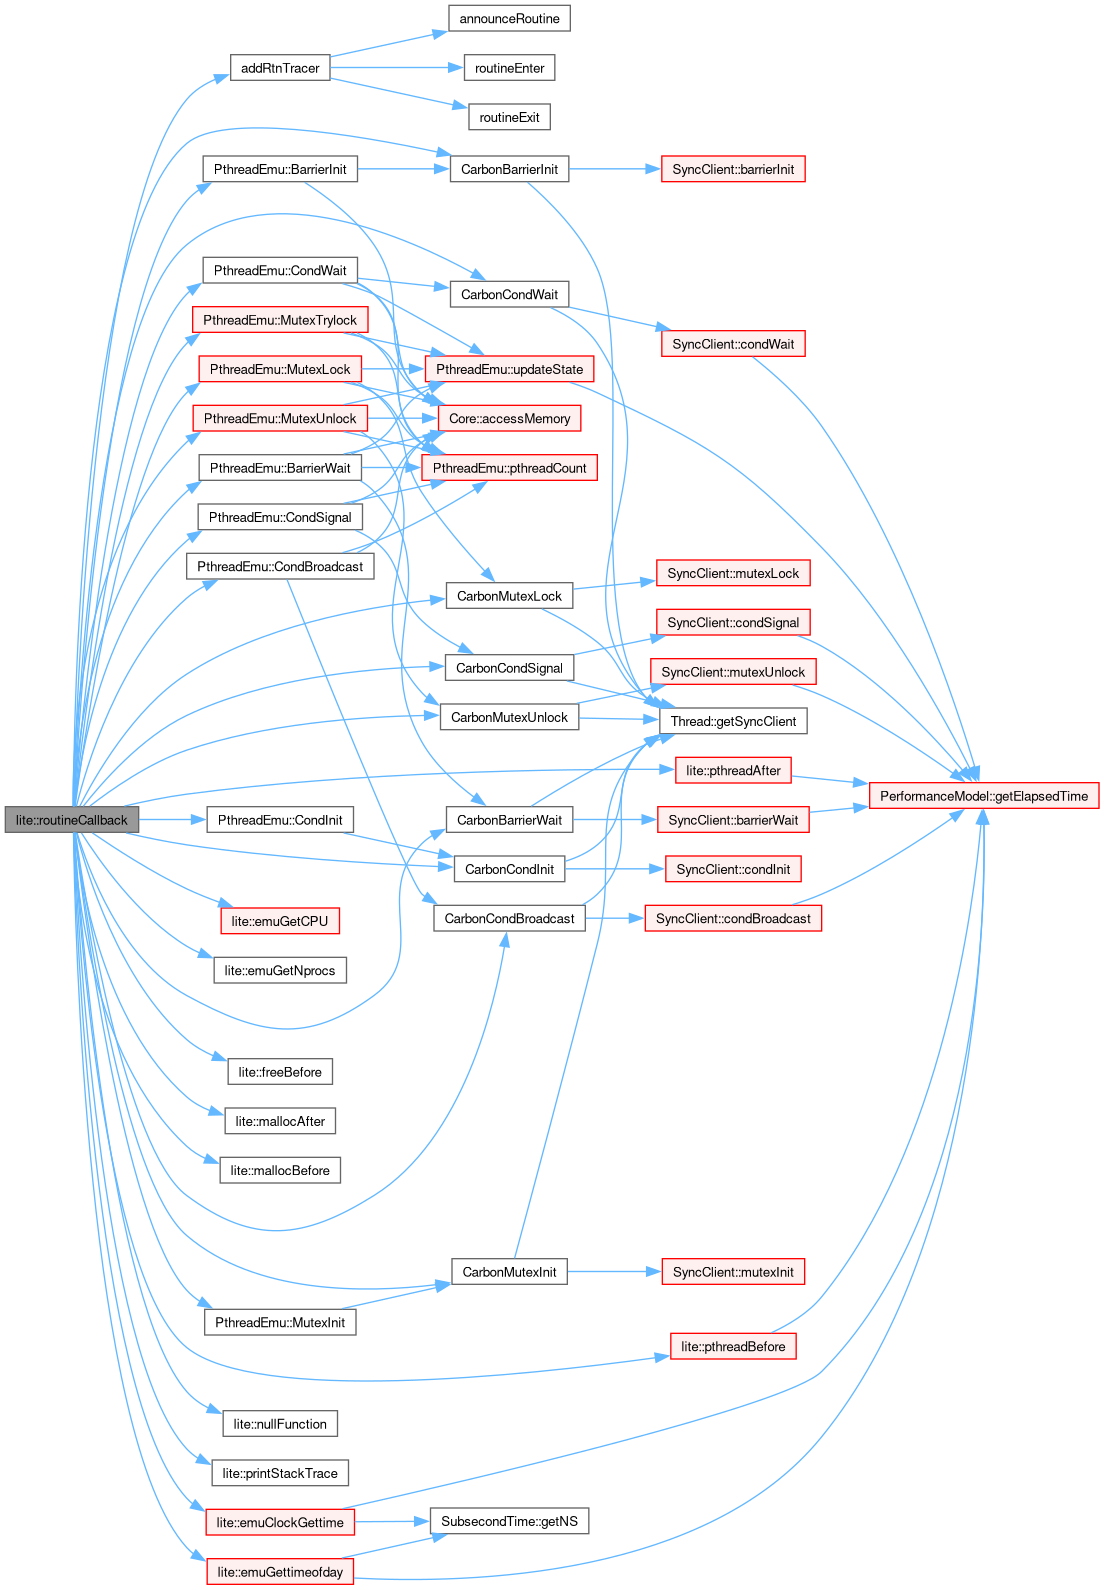 announceRoutine
addRtnTracer
routineEnter
routineExit
PthreadEmu::BarrierInit
CarbonBarrierInit
SyncClient::barrierInit
PthreadEmu::CondWait
CarbonCondWait
PthreadEmu::MutexTrylock
SyncClient::condWait
PthreadEmu::MutexLock
PthreadEmu::updateState
PthreadEmu::MutexUnlock
Core::accessMemory
PthreadEmu::BarrierWait
PthreadEmu::pthreadCount
PthreadEmu::CondSignal
PthreadEmu::CondBroadcast
SyncClient::mutexLock
CarbonMutexLock
SyncClient::condSignal
CarbonCondSignal
SyncClient::mutexUnlock
CarbonMutexUnlock
Thread::getSyncClient
lite::pthreadAfter
PerformanceModel::getElapsedTime
lite::routineCallback
PthreadEmu::CondInit
CarbonBarrierWait
SyncClient::barrierWait
CarbonCondInit
SyncClient::condInit
lite::emuGetCPU
CarbonCondBroadcast
SyncClient::condBroadcast
lite::emuGetNprocs
lite::freeBefore
lite::mallocAfter
lite::mallocBefore
CarbonMutexInit
SyncClient::mutexInit
PthreadEmu::MutexInit
lite::pthreadBefore
lite::nullFunction
lite::printStackTrace
lite::emuClockGettime
SubsecondTime::getNS
lite::emuGettimeofday